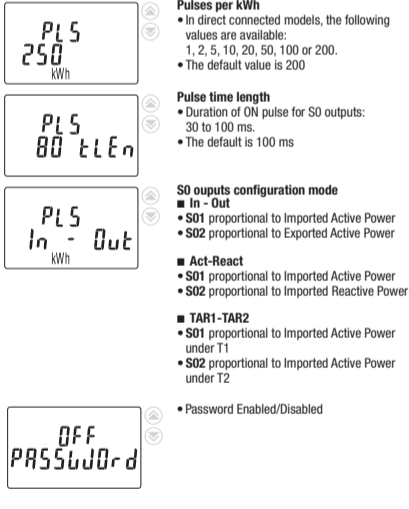 Pulses per kWh
PLS
250
kWh
• In direct connected models, the following
values are available:
1, 2, 5, 10, 20, 50, 100 or 200.
• The default value is 200
Pulse time length
PLS
80 tLEn
• Duration of ON pulse for S0 outputs:
30 to 100 ms.
• The default is 100 ms
S0 ouputs configuration mode
PLS
In - Out
kWh
■ In - Out
• S01 proportional to Imported Active Power
• S02 proportional to Exported Active Power
■ Act-React
• S01 proportional to Imported Active Power
• S02 proportional to Imported Reactive Power
■ TAR1-TAR2
• S01 proportional to Imported Active Power
under T1
• S02 proportional to Imported Active Power
under T2
OFF
PASSWOrd
• Password Enabled/Disabled